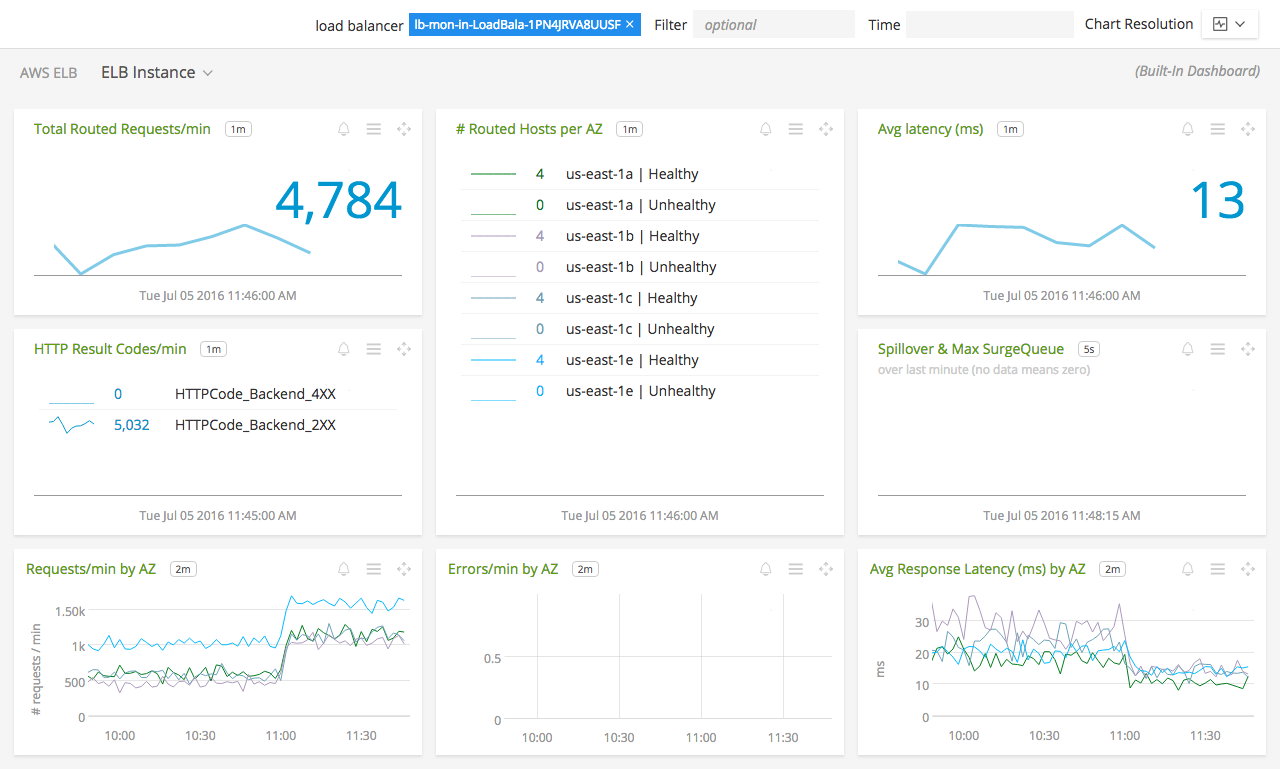 load balancer lb-mon-in-LoadBala-1PN4JRVA8UUSF × Filter optional Time Chart Resolution
AWS ELB ELB Instance (Built-In Dashboard)
Total Routed Requests/min 1m
4,784
Tue Jul 05 2016 11:46:00 AM
# Routed Hosts per AZ 1m
4 us-east-1a | Healthy
0 us-east-1a | Unhealthy
4 us-east-1b | Healthy
0 us-east-1b | Unhealthy
4 us-east-1c | Healthy
0 us-east-1c | Unhealthy
4 us-east-1e | Healthy
0 us-east-1e | Unhealthy
Tue Jul 05 2016 11:46:00 AM
Avg latency (ms) 1m
13
Tue Jul 05 2016 11:46:00 AM
HTTP Result Codes/min 1m
0 HTTPCode_Backend_4XX
5,032 HTTPCode_Backend_2XX
Tue Jul 05 2016 11:45:00 AM
Spillover & Max SurgeQueue 5s
over last minute (no data means zero)
Tue Jul 05 2016 11:48:15 AM
Requests/min by AZ 2m
# requests / min
1.50k
1k
500
0
10:00 10:30 11:00 11:30
Errors/min by AZ 2m
0.5
0
10:00 10:30 11:00 11:30
Avg Response Latency (ms) by AZ 2m
ms
30
20
10
0
10:00 10:30 11:00 11:30